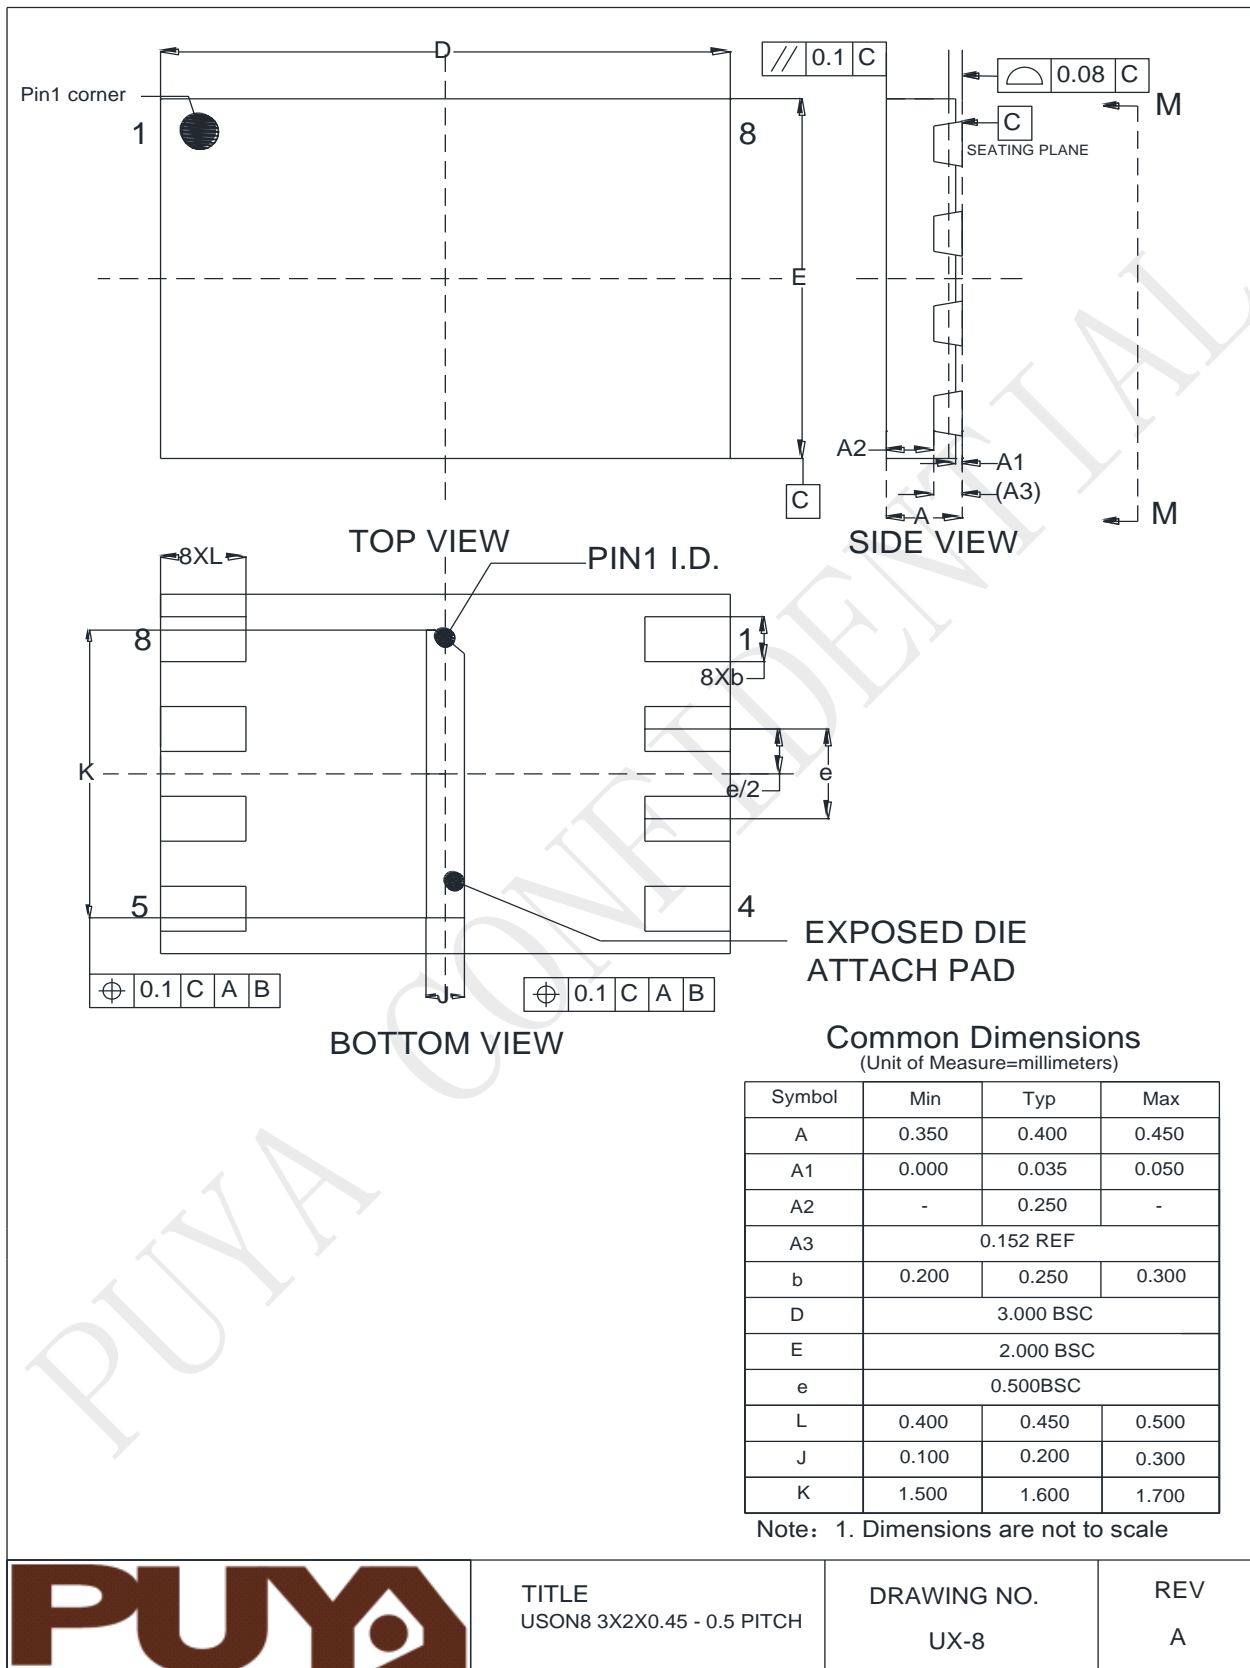 D
// 0.1 C
0.08 C
Pin1 corner
1
8
M
C
SEATING PLANE
E
A2
A1
(A3)
C
A
M
TOP VIEW
SIDE VIEW
8XL
PIN1 I.D.
8
1
8Xb
K
e/2
e
5
4
EXPOSED DIE
ATTACH PAD
0.1 C A B
J
0.1 C A B
BOTTOM VIEW
PUYA CONFIDENTIAL
Common Dimensions
(Unit of Measure=millimeters)
Symbol Min Typ Max
A 0.350 0.400 0.450
A1 0.000 0.035 0.050
A2 - 0.250 -
A3 0.152 REF
b 0.200 0.250 0.300
D 3.000 BSC
E 2.000 BSC
e 0.500BSC
L 0.400 0.450 0.500
J 0.100 0.200 0.300
K 1.500 1.600 1.700
Note：1. Dimensions are not to scale
PUYA
TITLE
USON8 3X2X0.45 - 0.5 PITCH
DRAWING NO.
UX-8
REV
A